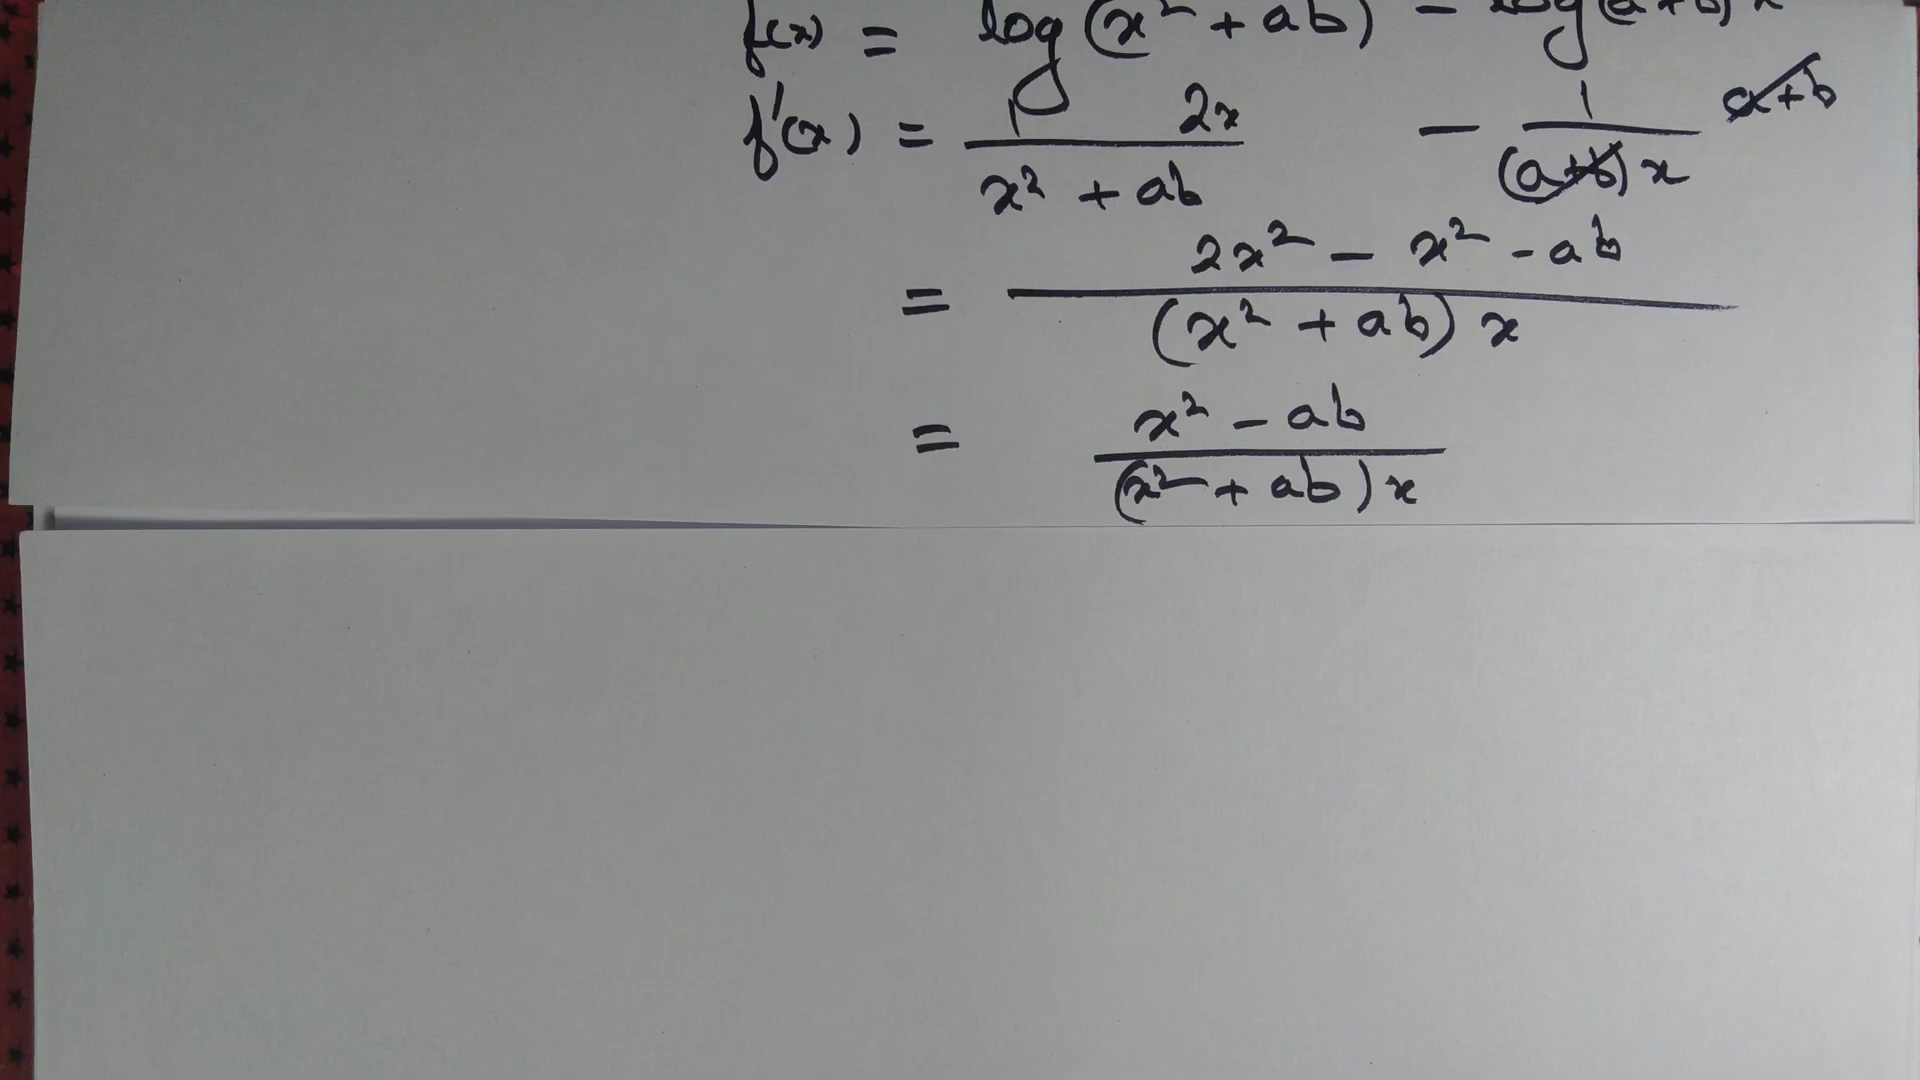 f(x) = log(x² + ab) - log(a+b)x
f'(x) = 1 2x / x² + ab - 1 / (a+b)x a+b
= 2x² - x² - ab / (x² + ab) x
= x² - ab / (x² + ab) x